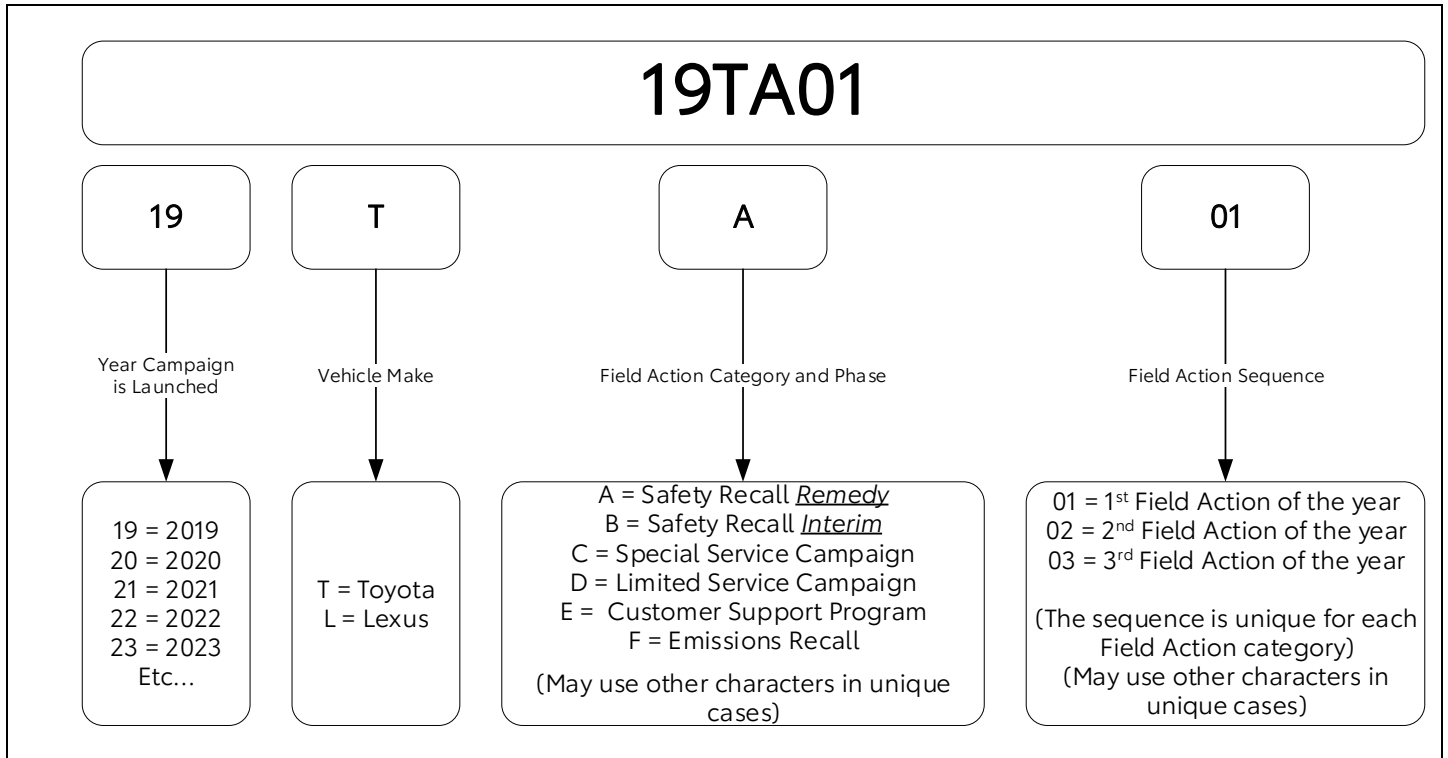 19TA01
19
T
A
01
Year Campaign
is Launched
Vehicle Make
Field Action Category and Phase
Field Action Sequence
19 = 2019
20 = 2020
21 = 2021
22 = 2022
23 = 2023
Etc…
T = Toyota
L = Lexus
A = Safety Recall Remedy
B = Safety Recall Interim
C = Special Service Campaign
D = Limited Service Campaign
E =  Customer Support Program
F = Emissions Recall
(May use other characters in unique
cases)
01 = 1st Field Action of the year
02 = 2nd Field Action of the year
03 = 3rd Field Action of the year
(The sequence is unique for each
Field Action category)
(May use other characters in
unique cases)